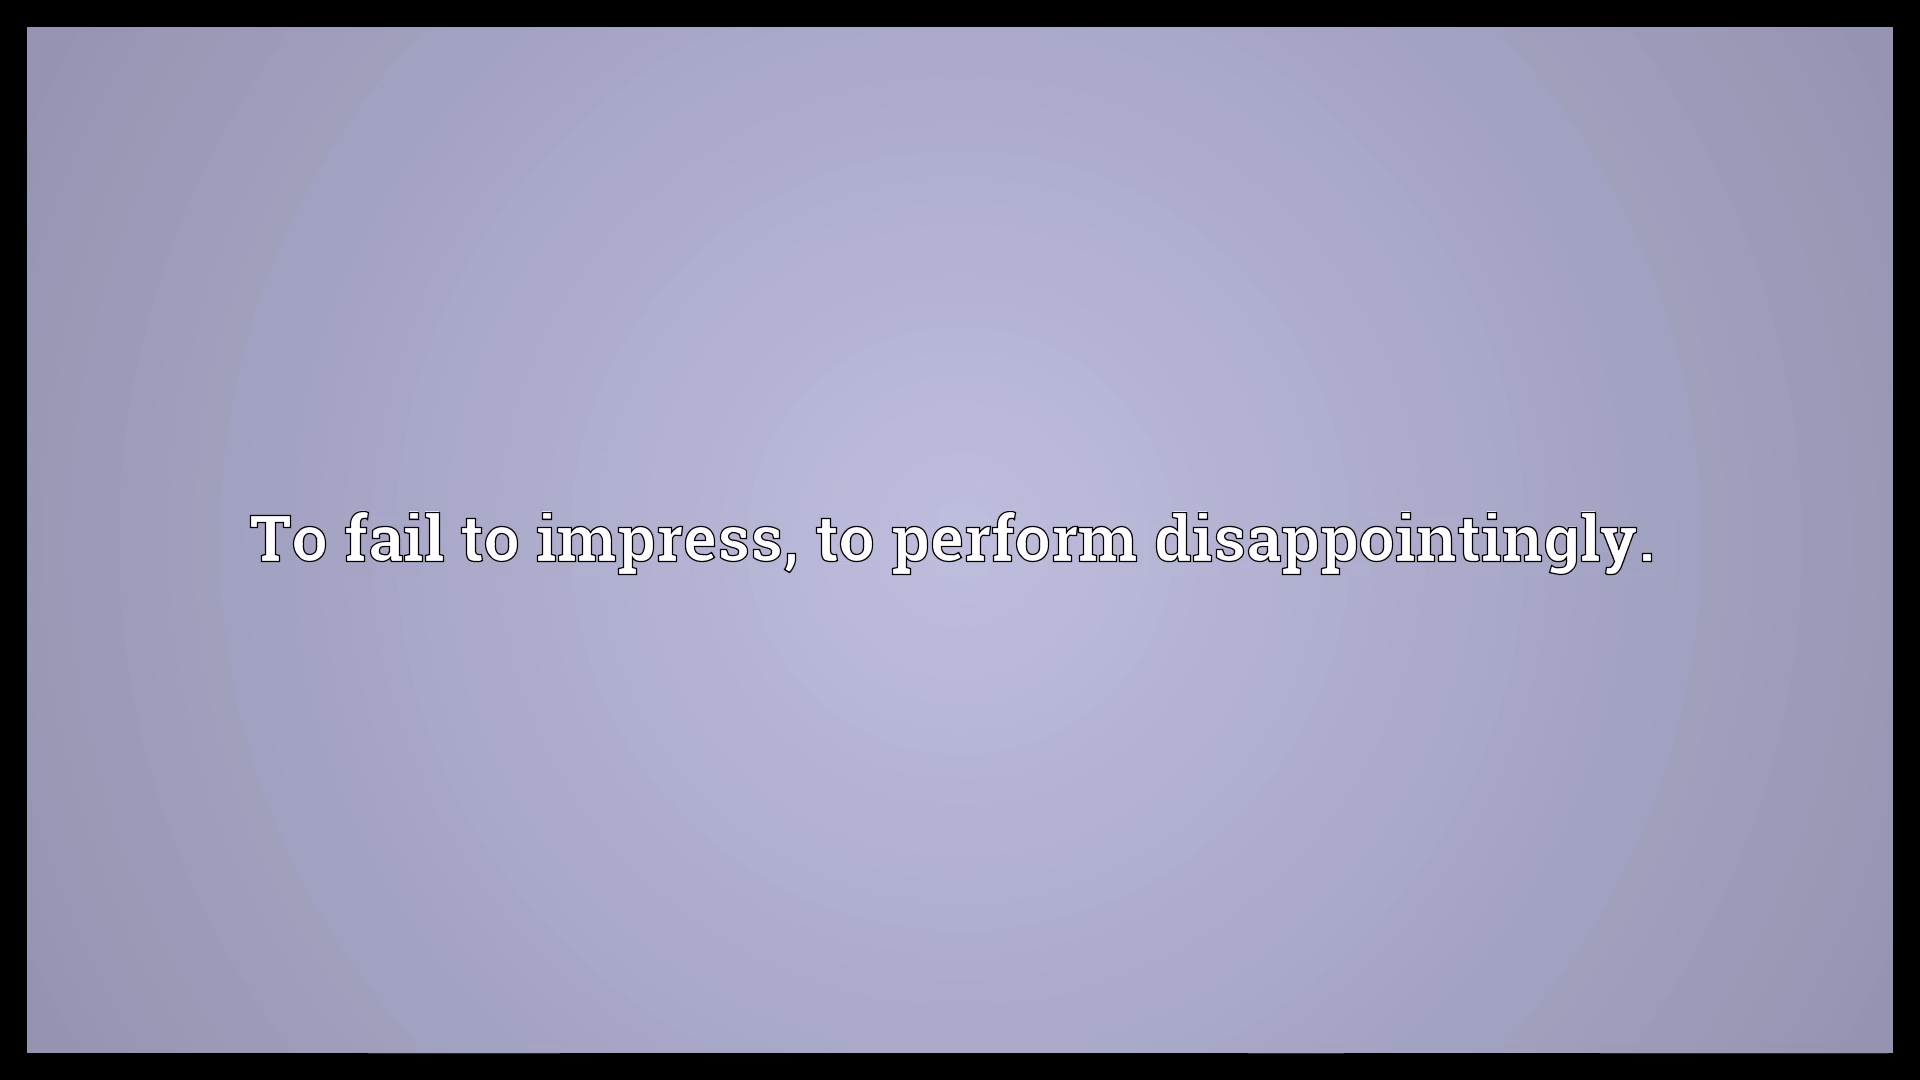 To fail to impress, to perform disappointingly.